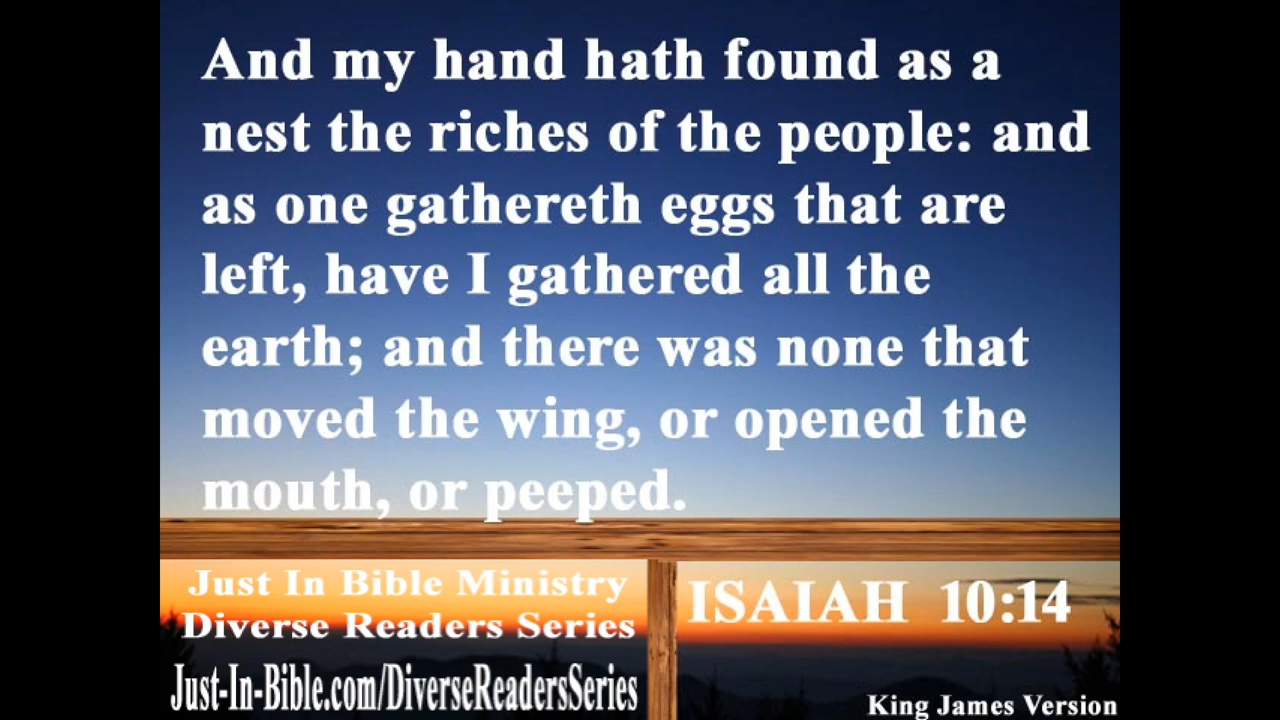 And my hand hath found as a
nest the riches of the people: and
as one gathereth eggs that are
left, have I gathered all the
earth; and there was none that
moved the wing, or opened the
mouth, or peeped.
Just In Bible Ministry
Diverse Readers Series
Just-In-Bible.com/DiverseReadersSeries
ISAIAH 10:14
King James Version